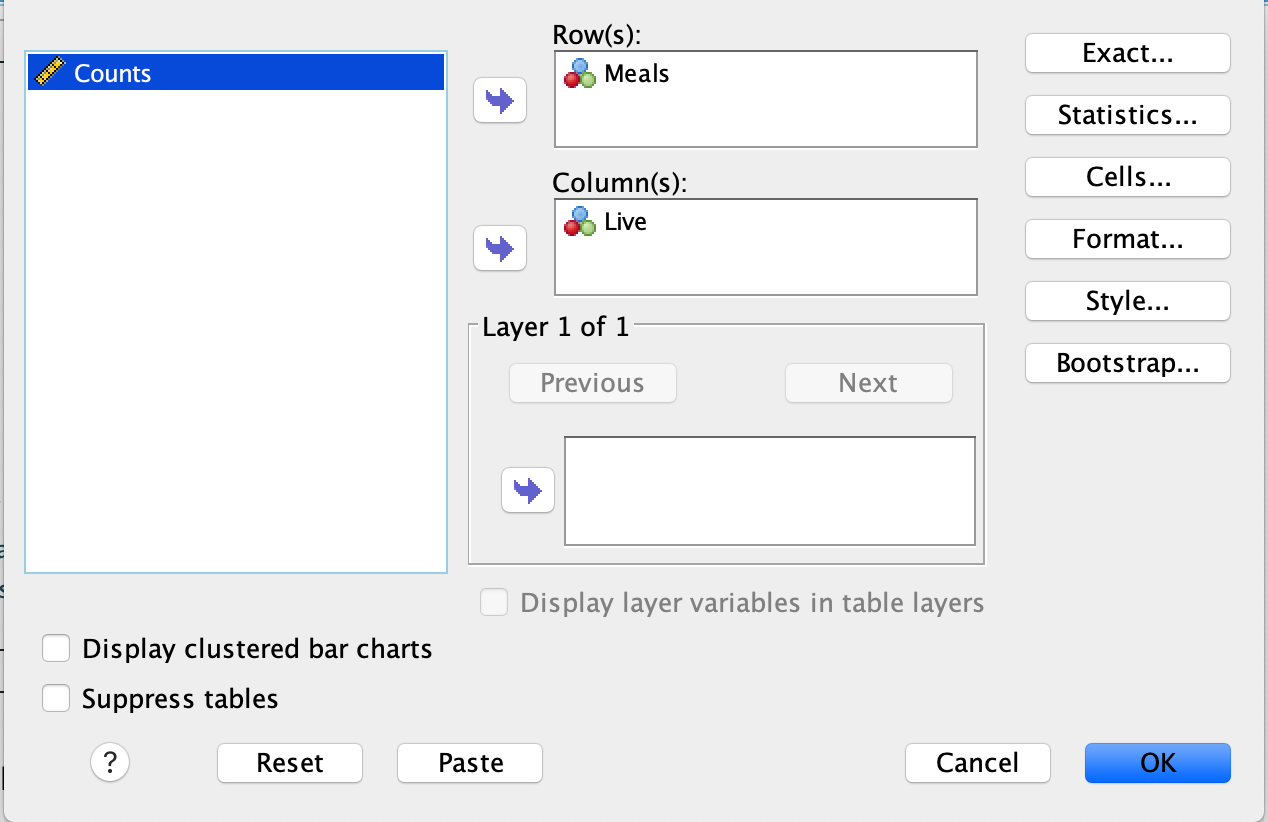 Counts
Row(s):
Meals
Column(s):
Live
Layer 1 of 1
Previous
Next
Display layer variables in table layers
Exact...
Statistics...
Cells...
Format...
Style...
Bootstrap...
Display clustered bar charts
Suppress tables
?
Reset
Paste
Cancel
OK